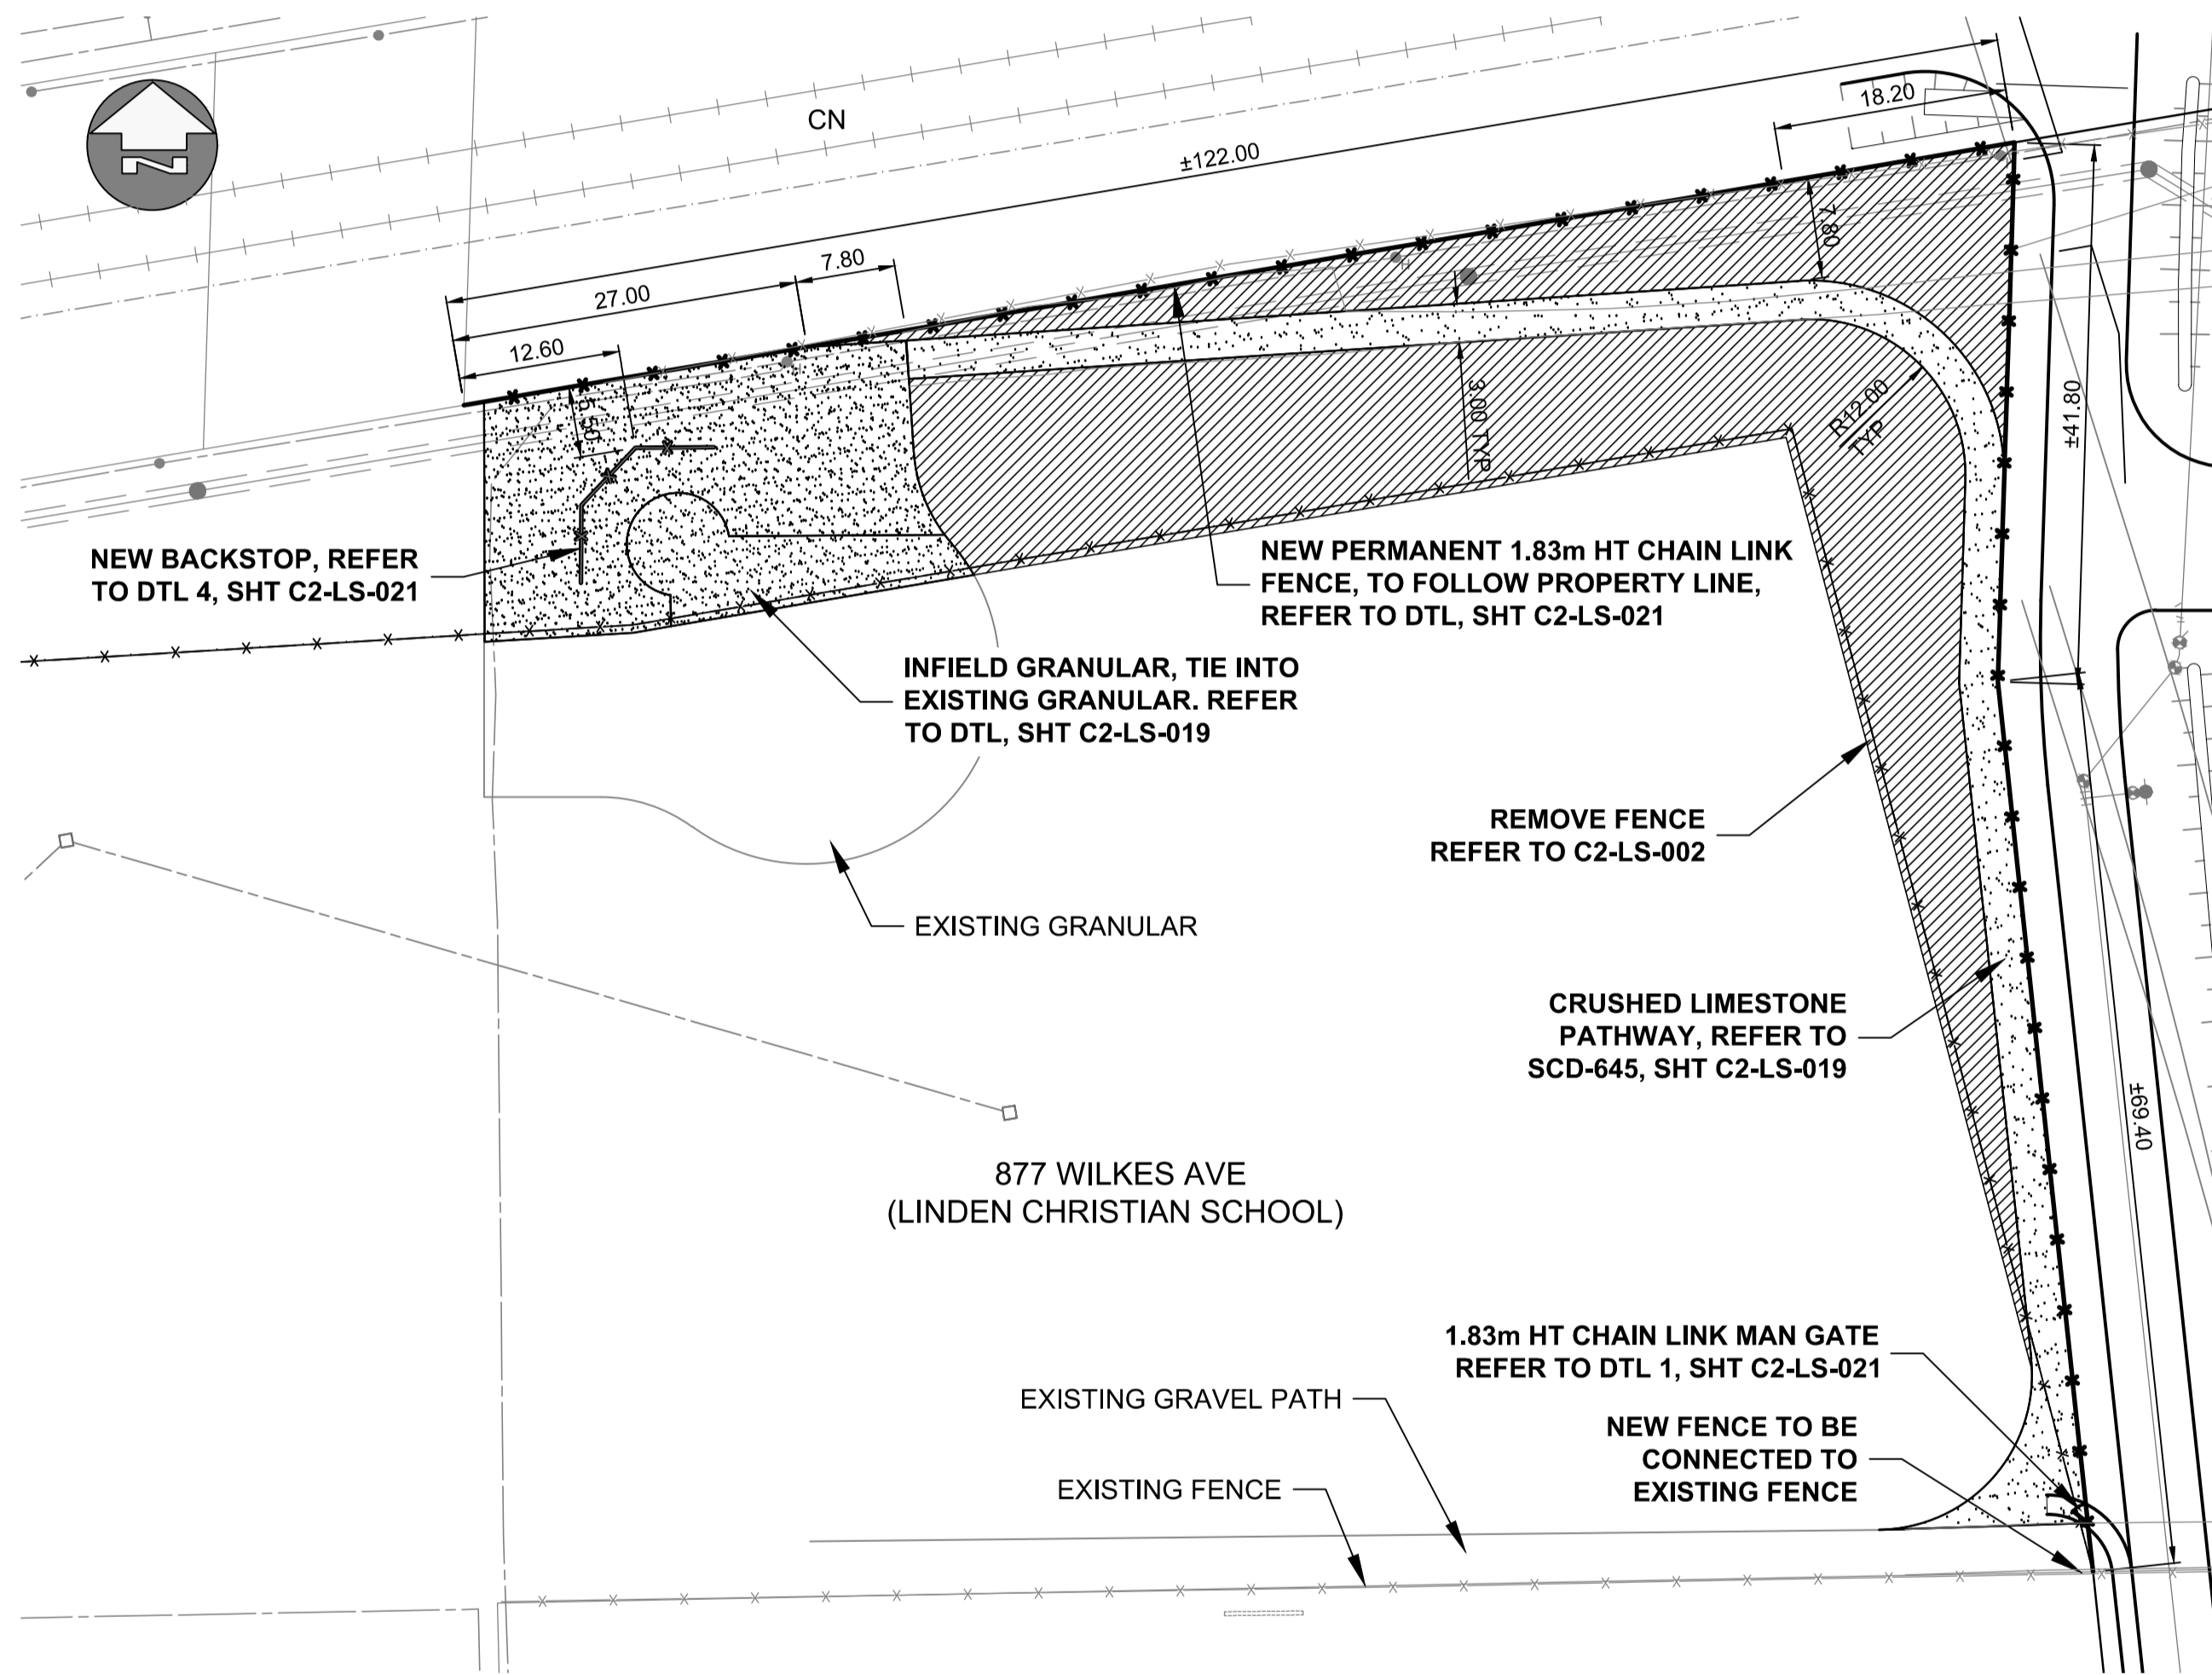 CN
N
18.20
±122.00
7.80
7.80
27.00
12.60
5.50
3.00 TYP
R12.00
TYP
±41.80
NEW BACKSTOP, REFER
TO DTL 4, SHT C2-LS-021
NEW PERMANENT 1.83m HT CHAIN LINK
FENCE, TO FOLLOW PROPERTY LINE,
REFER TO DTL, SHT C2-LS-021
INFIELD GRANULAR, TIE INTO
EXISTING GRANULAR. REFER
TO DTL, SHT C2-LS-019
REMOVE FENCE
REFER TO C2-LS-002
EXISTING GRANULAR
CRUSHED LIMESTONE
PATHWAY, REFER TO
SCD-645, SHT C2-LS-019
±69.40
877 WILKES AVE
(LINDEN CHRISTIAN SCHOOL)
1.83m HT CHAIN LINK MAN GATE
REFER TO DTL 1, SHT C2-LS-021
EXISTING GRAVEL PATH
NEW FENCE TO BE
CONNECTED TO
EXISTING FENCE
EXISTING FENCE